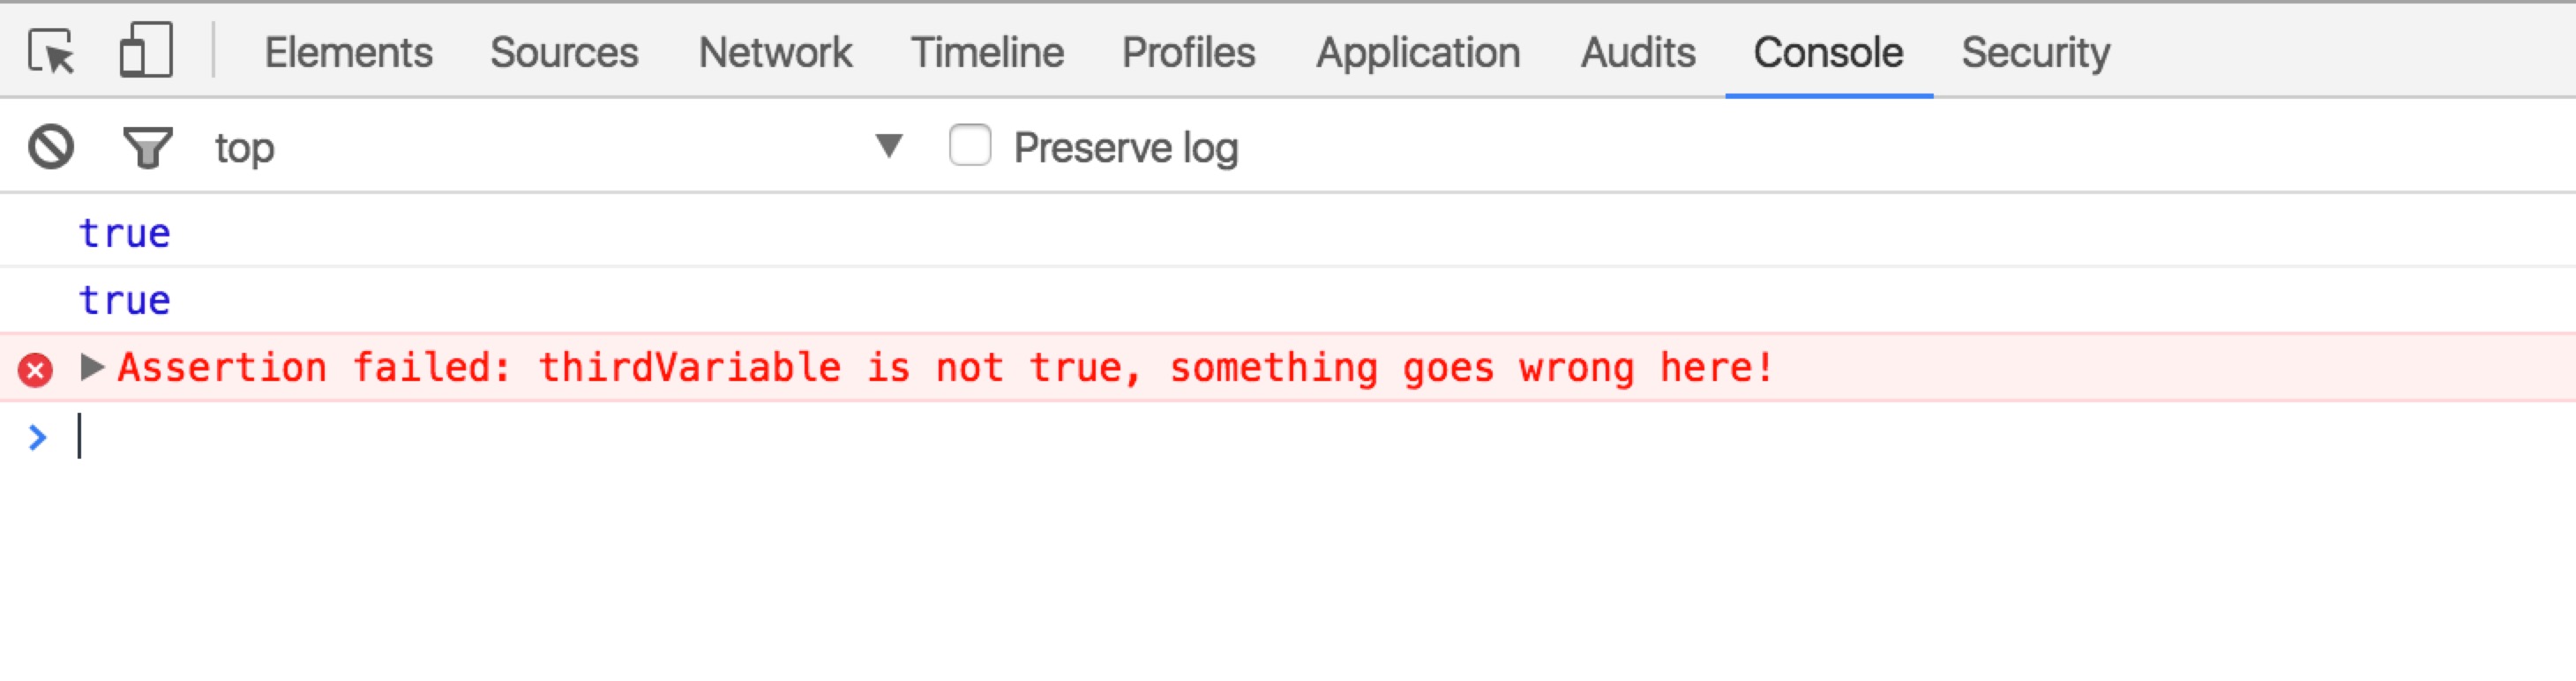 Elements Sources Network Timeline Profiles Application Audits Console Security
top Preserve log
true
true
Assertion failed: thirdVariable is not true, something goes wrong here!